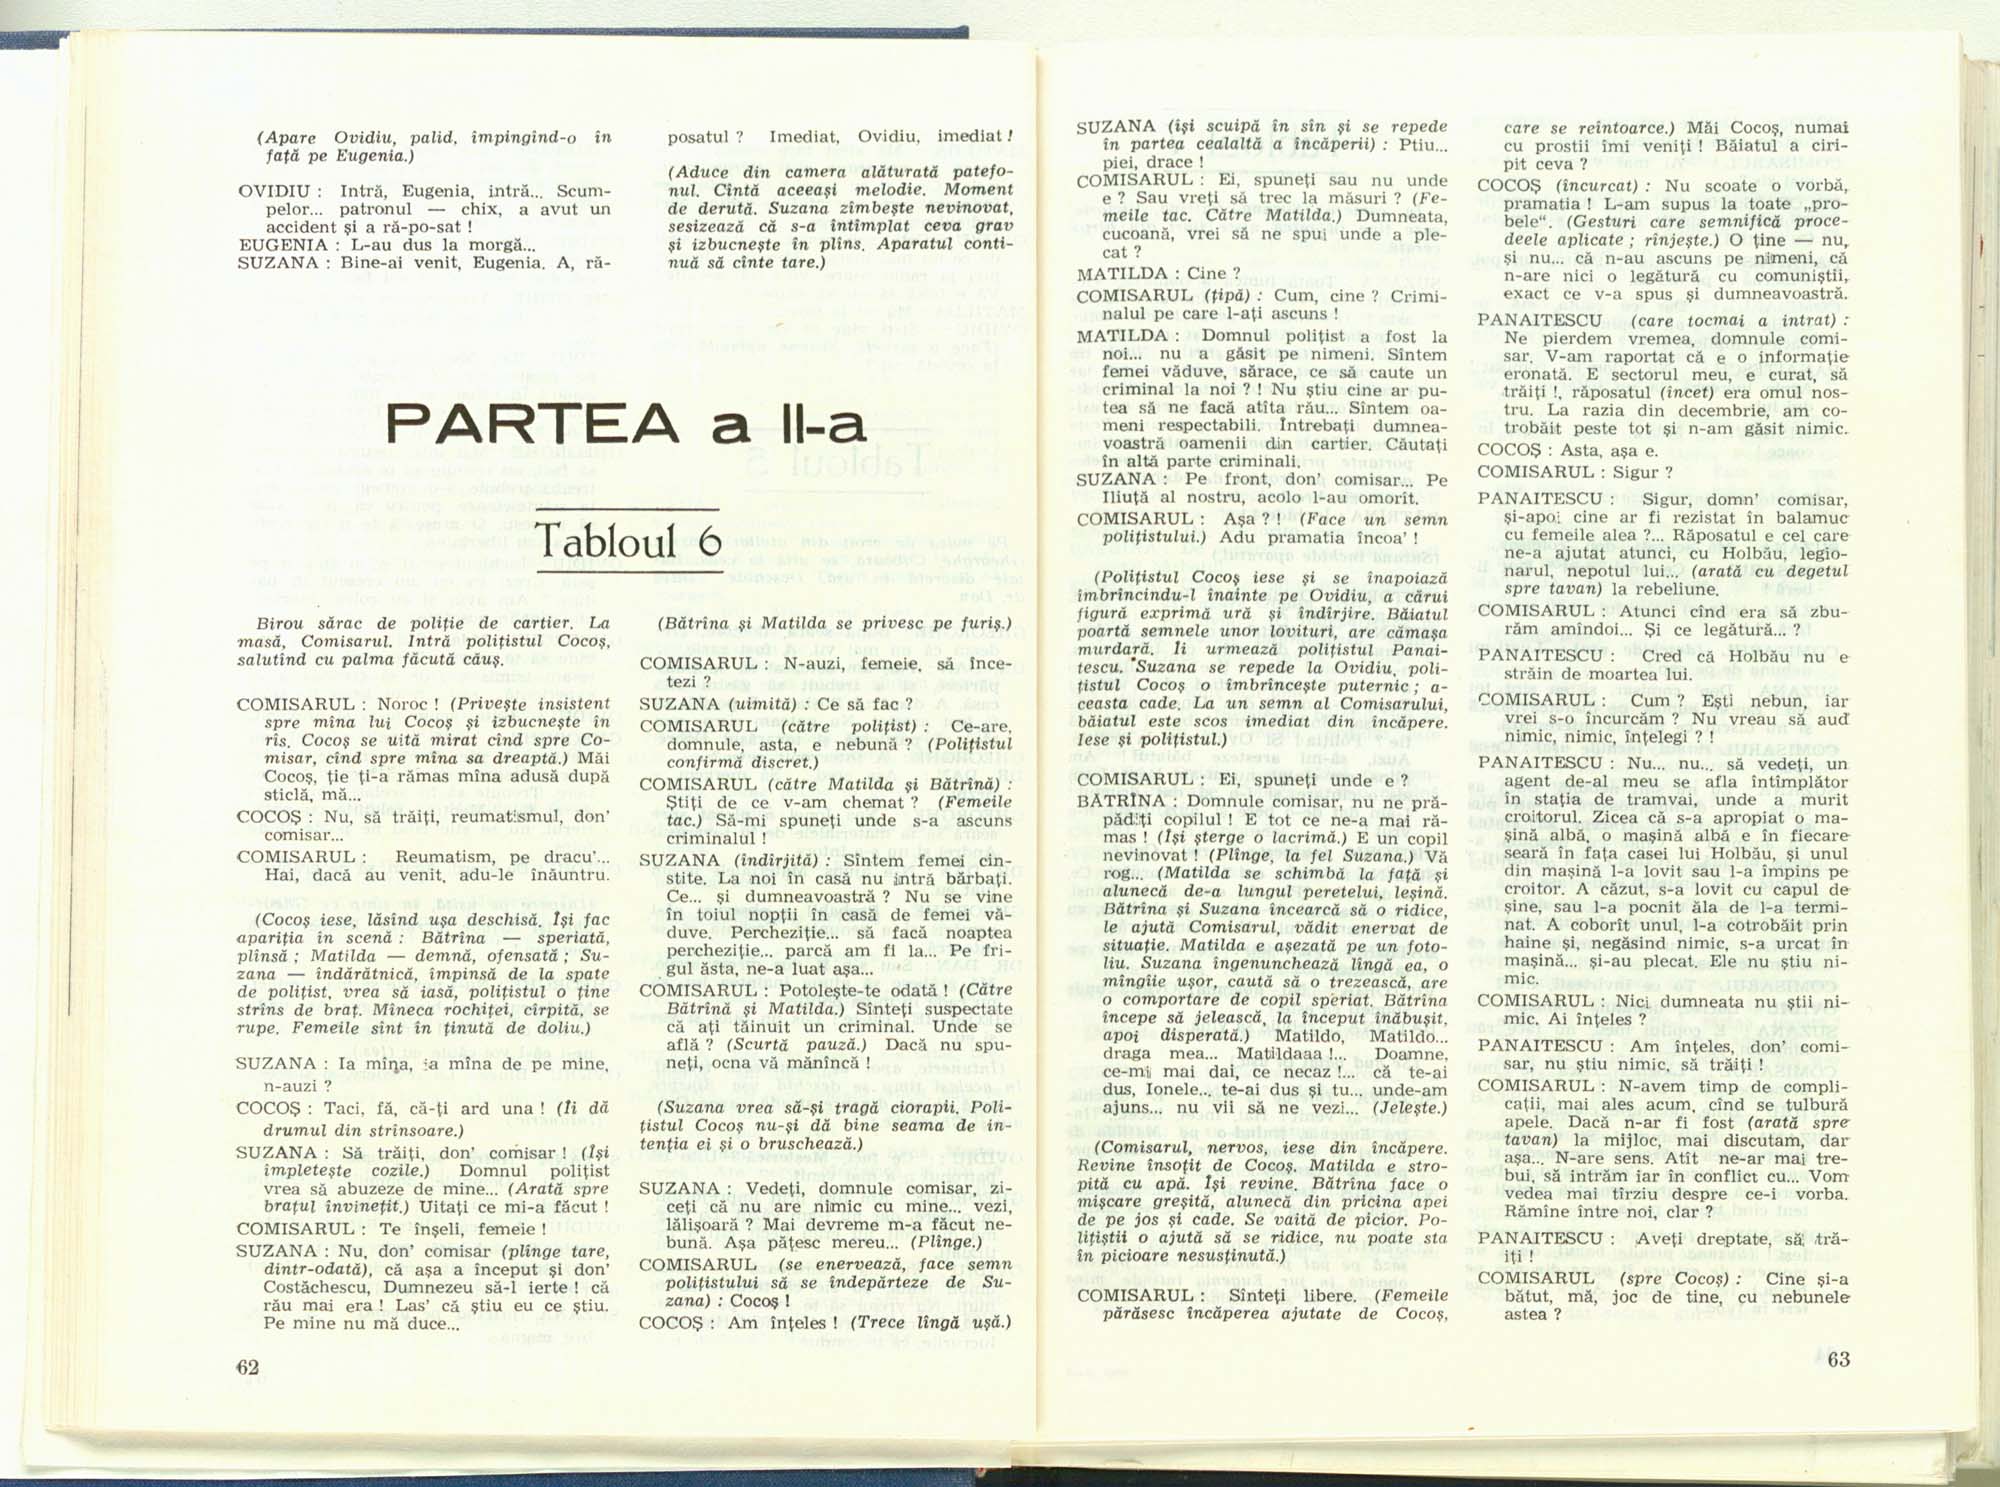 (Apare Ovidiu, palid, împingînd-o în
față pe Eugenia.)
OVIDIU : Intră, Eugenia, intră... Scum-
pelor... patronul — chix, a avut un
accident și a ră-po-sat !
EUGENIA : L-au dus la morgă...
SUZANA : Bine-ai venit, Eugenia. A, ră-
posatul ? Imediat, Ovidiu, imediat !
(Aduce din camera alăturată patefo-
nul. Cîntă aceeași melodie. Moment
de derută. Suzana zîmbește nevinovat,
sesizează că s-a întîmplat ceva grav
și izbucnește în plîns. Aparatul conti-
nuă să cînte tare.)
PARTEA a II-a
Tabloul 6
Birou sărac de poliție de cartier. La
masă, Comisarul. Intră polițistul Cocoș,
salutînd cu palma făcută căuș.
COMISARUL : Noroc ! (Privește insistent
spre mîna lui Cocoș și izbucnește în
rîs. Cocoș se uită mirat cînd spre Co-
misar, cînd spre mîna sa dreaptă.) Măi
Cocoș, ție ți-a rămas mîna adusă după
sticlă, mă...
COCOȘ : Nu, să trăiți, reumatismul, don'
comisar...
COMISARUL : Reumatism, pe dracu'...
Hai, dacă au venit, adu-le înăuntru.
(Cocoș iese, lăsînd ușa deschisă. Își fac
apariția în scenă : Bătrîna — speriată,
plînsă ; Matilda — demnă, ofensată ; Su-
zana — îndărătnică, împinsă de la spate
de polițist, vrea să iasă, polițistul o ține
strîns de braț. Mîneca rochiței, cîrpită, se
rupe. Femeile sînt în ținută de doliu.)
SUZANA : Ia mîna, ia mîna de pe mine,
n-auzi ?
COCOȘ : Taci, fă, că-ți ard una ! (Îi dă
drumul din strînsoare.)
SUZANA : Să trăiți, don' comisar ! (Își
împletește cozile.) Domnul polițist
vrea să abuzeze de mine... (Arată spre
brațul învinețit.) Uitați ce mi-a făcut !
COMISARUL : Te înșeli, femeie !
SUZANA : Nu, don' comisar (plînge tare,
dintr-odată), că așa a început și don'
Costăchescu, Dumnezeu să-l ierte ! că
rău mai era ! Las' că știu eu ce știu.
Pe mine nu mă duce...
(Bătrîna și Matilda se privesc pe furiș.)
COMISARUL : N-auzi, femeie, să înce-
tezi ?
SUZANA (uimită) : Ce să fac ?
COMISARUL (către polițist) : Ce-are,
domnule, asta, e nebună ? (Polițistul
confirmă discret.)
COMISARUL (către Matilda și Bătrînă) :
Știți de ce v-am chemat ? (Femeile
tac.) Să-mi spuneți unde s-a ascuns
criminalul !
SUZANA (îndîrjită) : Sîntem femei cin-
stite. La noi în casă nu intră bărbați.
Ce... și dumneavoastră ? Nu se vine
în toiul nopții în casă de femei vă-
duve. Percheziție... să facă noaptea
percheziție... parcă am fi la... Pe fri-
gul ăsta, ne-a luat așa...
COMISARUL : Potolește-te odată ! (Către
Bătrînă și Matilda.) Sînteți suspectate
că ați tăinuit un criminal. Unde se
află ? (Scurtă pauză.) Dacă nu spu-
neți, ocna vă mănîncă !
(Suzana vrea să-și tragă ciorapii. Poli-
țistul Cocoș nu-și dă bine seama de in-
tenția ei și o bruschează.)
SUZANA : Vedeți, domnule comisar, zi-
ceți că nu are nimic cu mine... vezi,
lălișoară ? Mai devreme m-a făcut ne-
bună. Așa pățesc mereu... (Plînge.)
COMISARUL (se enervează, face semn
polițistului să se îndepărteze de Su-
zana) : Cocoș !
COCOȘ : Am înțeles ! (Trece lîngă ușă.)
62
SUZANA (își scuipă în sîn și se repede
în partea cealaltă a încăperii) : Ptiu...
piei, drace !
COMISARUL : Ei, spuneți sau nu unde
e ? Sau vreți să trec la măsuri ? (Fe-
meile tac. Către Matilda.) Dumneata,
cucoană, vrei să ne spui unde a ple-
cat ?
MATILDA : Cine ?
COMISARUL (țipă) : Cum, cine ? Crimi-
nalul pe care l-ați ascuns !
MATILDA : Domnul polițist a fost la
noi... nu a găsit pe nimeni. Sîntem
femei văduve, sărace, ce să caute un
criminal la noi ? ! Nu știu cine ar pu-
tea să ne facă atîta rău... Sîntem oa-
meni respectabili. Întrebați dumnea-
voastră oamenii din cartier. Căutați
în altă parte criminali.
SUZANA : Pe front, don' comisar... Pe
Iliuță al nostru, acolo l-au omorît.
COMISARUL : Așa ? ! (Face un semn
polițistului.) Adu pramatia încoa' !
(Polițistul Cocoș iese și se înapoiază
îmbrîncindu-l înainte pe Ovidiu, a cărui
figură exprimă ură și îndîrjire. Băiatul
poartă semnele unor lovituri, are cămașa
murdară. Îi urmează polițistul Panai-
tescu. Suzana se repede la Ovidiu, poli-
țistul Cocoș o îmbrîncește puternic ; a-
ceasta cade. La un semn al Comisarului,
băiatul este scos imediat din încăpere.
Iese și polițistul.)
COMISARUL : Ei, spuneți unde e ?
BĂTRÎNA : Domnule comisar, nu ne pră-
pădiți copilul ! E tot ce ne-a mai ră-
mas ! (Își șterge o lacrimă.) E un copil
nevinovat ! (Plînge, la fel Suzana.) Vă
rog... (Matilda se schimbă la față și
alunecă de-a lungul peretelui, leșină.
Bătrîna și Suzana încearcă să o ridice,
le ajută Comisarul, vădit enervat de
situație. Matilda e așezată pe un foto-
liu. Suzana îngenunchează lîngă ea, o
mîngîie ușor, caută să o trezească, are
o comportare de copil speriat. Bătrîna
începe să jelească, la început înăbușit,
apoi disperată.) Matildo, Matildo...
draga mea... Matildaaa !... Doamne,
ce-mi mai dai, ce necaz !... că te-ai
dus, Ionele... te-ai dus și tu... unde-am
ajuns... nu vii să ne vezi... (Jelește.)
(Comisarul, nervos, iese din încăpere.
Revine însoțit de Cocoș. Matilda e stro-
pită cu apă. Își revine. Bătrîna face o
mișcare greșită, alunecă din pricina apei
de pe jos și cade. Se vaită de picior. Po-
lițiștii o ajută să se ridice, nu poate sta
în picioare nesusținută.)
COMISARUL : Sînteți libere. (Femeile
părăsesc încăperea ajutate de Cocoș,
care se reîntoarce.) Măi Cocoș, numai
cu prostii îmi veniți ! Băiatul a ciri-
pit ceva ?
COCOȘ (încurcat) : Nu scoate o vorbă,
pramatia ! L-am supus la toate „pro-
bele“. (Gesturi care semnifică proce-
deele aplicate ; rînjește.) O ține — nu,
și nu... că n-au ascuns pe nimeni, că
n-are nici o legătură cu comuniștii,
exact ce v-a spus și dumneavoastră.
PANAITESCU (care tocmai a intrat) :
Ne pierdem vremea, domnule comi-
sar. V-am raportat că e o informație
eronată. E sectorul meu, e curat, să
trăiți !, răposatul (încet) era omul nos-
tru. La razia din decembrie, am co-
trobăit peste tot și n-am găsit nimic.
COCOȘ : Asta, așa e.
COMISARUL : Sigur ?
PANAITESCU : Sigur, domn' comisar,
și-apoi cine ar fi rezistat în balamuc
cu femeile alea ?... Răposatul e cel care
ne-a ajutat atunci, cu Holbău, legio-
narul, nepotul lui... (arată cu degetul
spre tavan) la rebeliune.
COMISARUL : Atunci cînd era să zbu-
răm amîndoi... Și ce legătură... ?
PANAITESCU : Cred că Holbău nu e
străin de moartea lui.
COMISARUL : Cum ? Ești nebun, iar
vrei s-o încurcăm ? Nu vreau să aud
nimic, nimic, înțelegi ? !
PANAITESCU : Nu... nu... să vedeți, un
agent de-al meu se afla întîmplător
în stația de tramvai, unde a murit
croitorul. Zicea că s-a apropiat o ma-
șină albă, o mașină albă e în fiecare
seară în fața casei lui Holbău, și unul
din mașină l-a lovit sau l-a împins pe
croitor. A căzut, s-a lovit cu capul de
șine, sau l-a pocnit ăla de l-a termi-
nat. A coborît unul, l-a cotrobăit prin
haine și, negăsind nimic, s-a urcat în
mașină... și-au plecat. Ele nu știu ni-
mic.
COMISARUL : Nici dumneata nu știi ni-
mic. Ai înțeles ?
PANAITESCU : Am înțeles, don' comi-
sar, nu știu nimic, să trăiți !
COMISARUL : N-avem timp de compli-
cații, mai ales acum, cînd se tulbură
apele. Dacă n-ar fi fost (arată spre
tavan) la mijloc, mai discutam, dar
așa... N-are sens. Atît ne-ar mai tre-
bui, să intrăm iar în conflict cu... Vom
vedea mai tîrziu despre ce-i vorba.
Rămîne între noi, clar ?
PANAITESCU : Aveți dreptate, să tră-
iți !
COMISARUL (spre Cocoș) : Cine și-a
bătut, mă, joc de tine, cu nebunele
astea ?
63